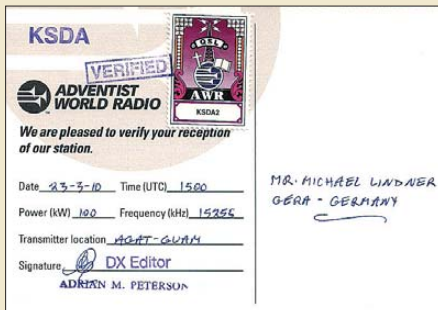 KSDA
VERIFIED
QSL
AWR
KSDA2
ADVENTIST
WORLD RADIO
We are pleased to verify your reception
of our station.
Date 23-3-10 Time (UTC) 1500
Power (kW) 100 Frequency (kHz) 15255
Transmitter location AGAT-GUAM
Signature DX Editor
ADRIAN M. PETERSON
MR. MICHAEL LINDNER
GERA - GERMANY